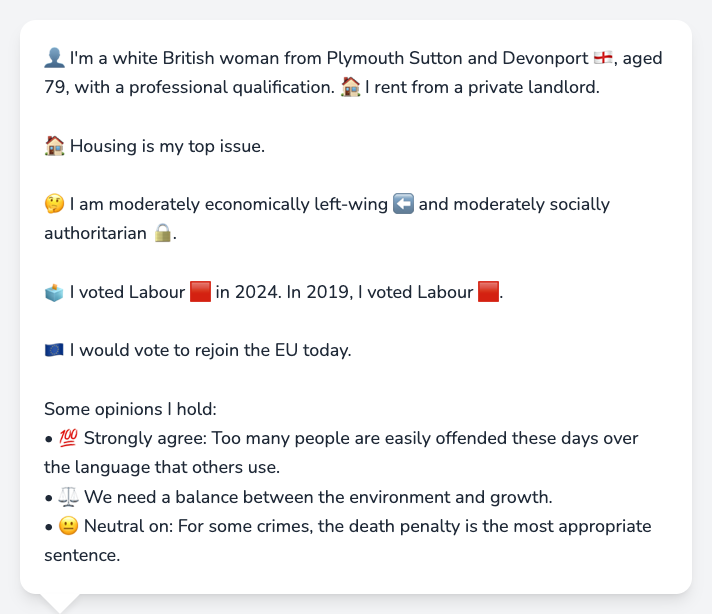 👤 I'm a white British woman from Plymouth Sutton and Devonport 🏴󠁧󠁢󠁥󠁮󠁧󠁿, aged
79, with a professional qualification. 🏠 I rent from a private landlord.
🏠 Housing is my top issue.
🤔 I am moderately economically left-wing ⬅️ and moderately socially
authoritarian 🔒.
🗳️ I voted Labour 🟥 in 2024. In 2019, I voted Labour 🟥.
🇪🇺 I would vote to rejoin the EU today.
Some opinions I hold:
• 💯 Strongly agree: Too many people are easily offended these days over
the language that others use.
• ⚖️ We need a balance between the environment and growth.
• 😐 Neutral on: For some crimes, the death penalty is the most appropriate
sentence.